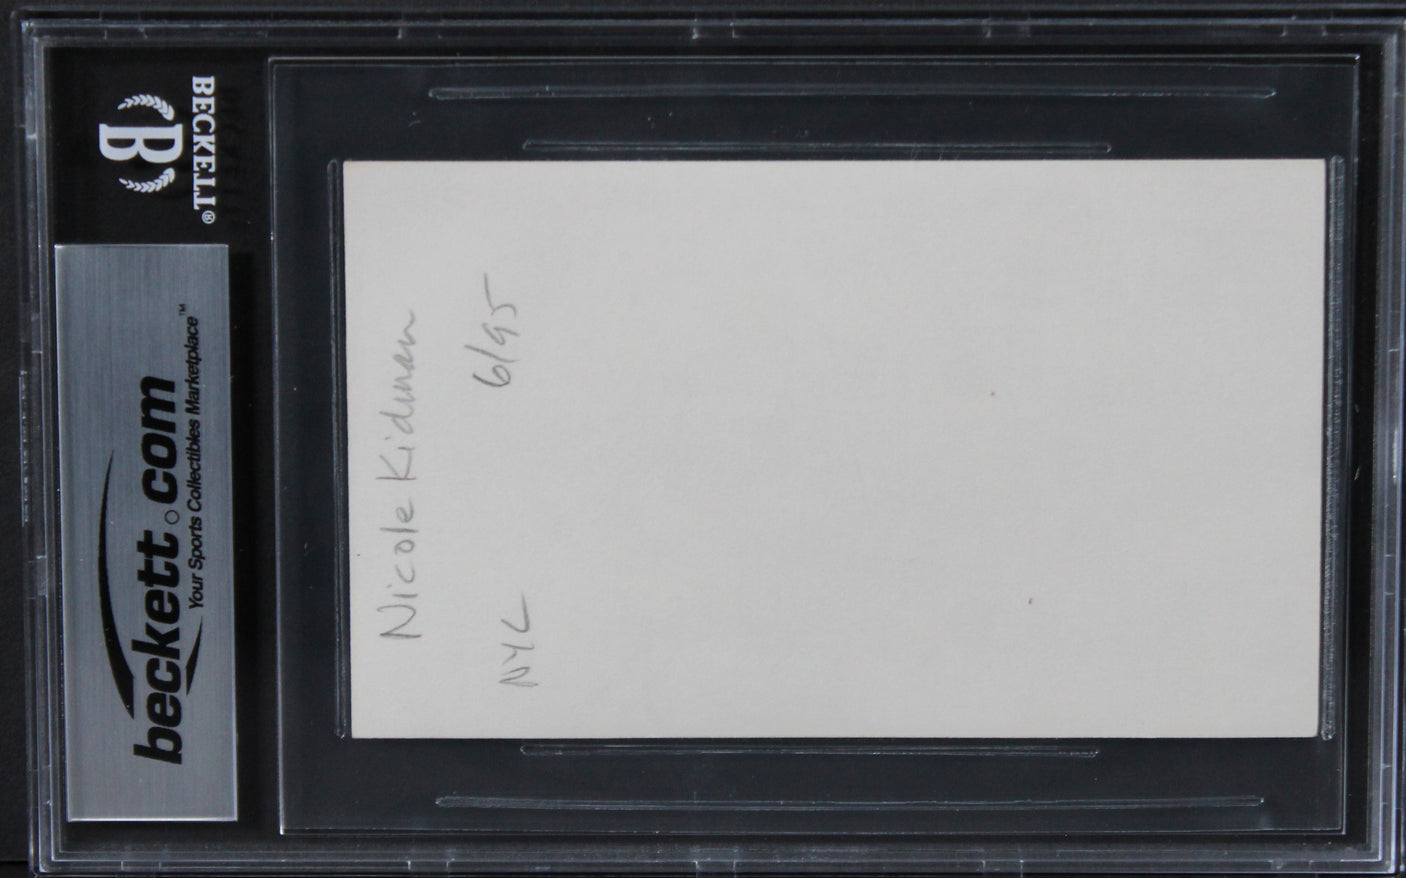 BECKETT®
B
beckett.com
Your Sports Collectibles Marketplace™
Nicole Kidman
NYC 6/95